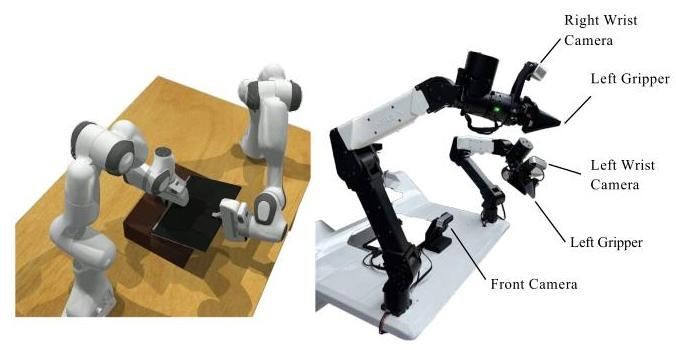 Right Wrist
Camera
Left Gripper
Left Wrist
Camera
Left Gripper
Front Camera